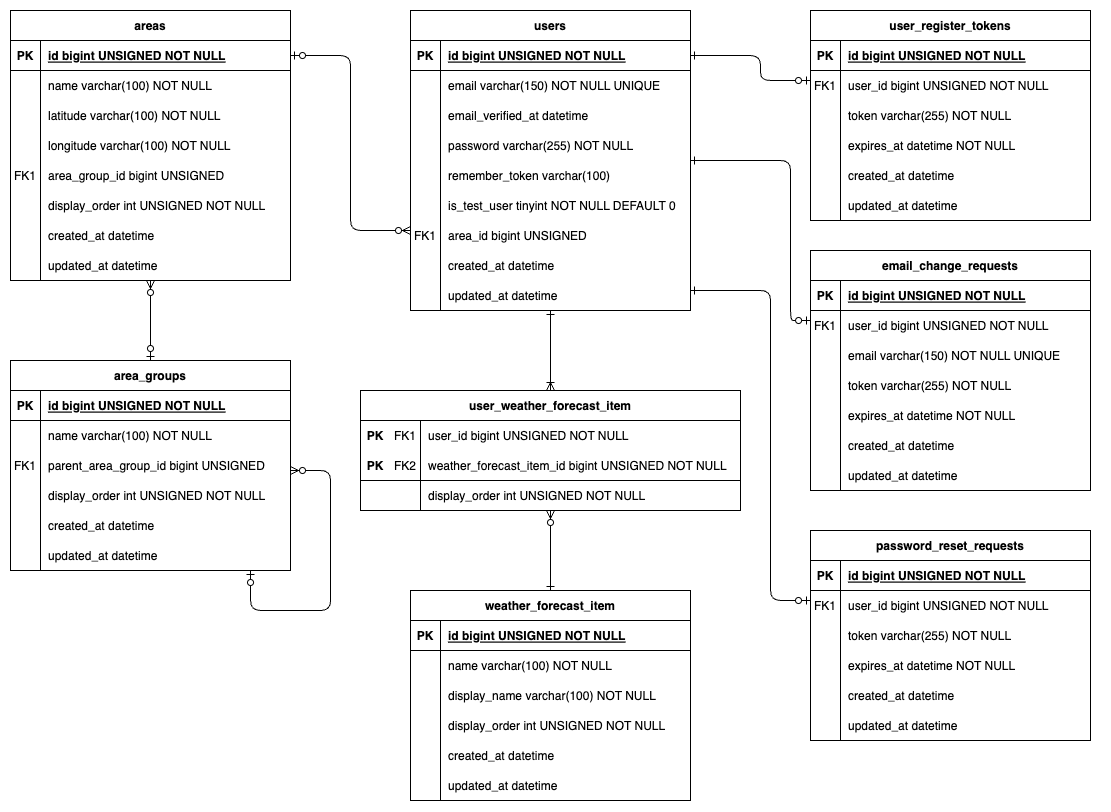 areas
PK id bigint UNSIGNED NOT NULL
name varchar(100) NOT NULL
latitude varchar(100) NOT NULL
longitude varchar(100) NOT NULL
FK1 area_group_id bigint UNSIGNED
display_order int UNSIGNED NOT NULL
created_at datetime
updated_at datetime
area_groups
PK id bigint UNSIGNED NOT NULL
name varchar(100) NOT NULL
FK1 parent_area_group_id bigint UNSIGNED
display_order int UNSIGNED NOT NULL
created_at datetime
updated_at datetime
users
PK id bigint UNSIGNED NOT NULL
email varchar(150) NOT NULL UNIQUE
email_verified_at datetime
password varchar(255) NOT NULL
remember_token varchar(100)
is_test_user tinyint NOT NULL DEFAULT 0
FK1 area_id bigint UNSIGNED
created_at datetime
updated_at datetime
user_weather_forecast_item
PK FK1 user_id bigint UNSIGNED NOT NULL
PK FK2 weather_forecast_item_id bigint UNSIGNED NOT NULL
display_order int UNSIGNED NOT NULL
weather_forecast_item
PK id bigint UNSIGNED NOT NULL
name varchar(100) NOT NULL
display_name varchar(100) NOT NULL
display_order int UNSIGNED NOT NULL
created_at datetime
updated_at datetime
user_register_tokens
PK id bigint UNSIGNED NOT NULL
FK1 user_id bigint UNSIGNED NOT NULL
token varchar(255) NOT NULL
expires_at datetime NOT NULL
created_at datetime
updated_at datetime
email_change_requests
PK id bigint UNSIGNED NOT NULL
FK1 user_id bigint UNSIGNED NOT NULL
email varchar(150) NOT NULL UNIQUE
token varchar(255) NOT NULL
expires_at datetime NOT NULL
created_at datetime
updated_at datetime
password_reset_requests
PK id bigint UNSIGNED NOT NULL
FK1 user_id bigint UNSIGNED NOT NULL
token varchar(255) NOT NULL
expires_at datetime NOT NULL
created_at datetime
updated_at datetime